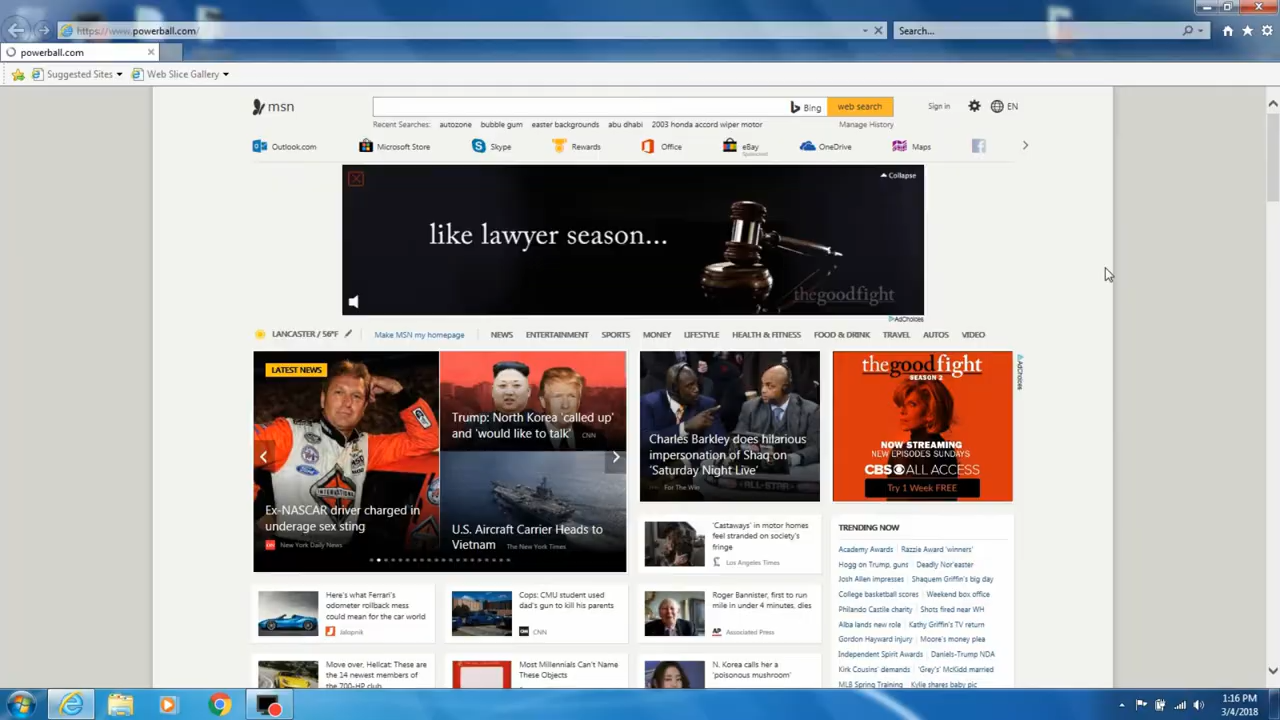 https://www.powerball.com/
Search...
powerball.com
Suggested Sites
Web Slice Gallery
msn
Bing
web search
Sign in
EN
Recent Searches: autozone bubble gum easter backgrounds abu dhabi 2003 honda accord wiper motor
Manage History
Outlook.com
Microsoft Store
Skype
Rewards
Office
eBay
Sponsored
OneDrive
Maps
Collapse
like lawyer season...
thegoodfight
AdChoices
LANCASTER / 56°F
Make MSN my homepage
NEWS ENTERTAINMENT SPORTS MONEY LIFESTYLE HEALTH & FITNESS FOOD & DRINK TRAVEL AUTOS VIDEO
LATEST NEWS
Ex-NASCAR driver charged in
underage sex sting
New York Daily News
Trump: North Korea 'called up'
and 'would like to talk' CNN
U.S. Aircraft Carrier Heads to
Vietnam The New York Times
Charles Barkley does hilarious
impersonation of Shaq on
'Saturday Night Live'
For The Win
thegoodfight
SEASON 2
NOW STREAMING
NEW EPISODES SUNDAYS
CBS ALL ACCESS
Try 1 Week FREE
AdChoices
'Castaways' in motor homes
feel stranded on society's
fringe
Los Angeles Times
TRENDING NOW
Academy Awards Razzie Award 'winners'
Hogg on Trump, guns Deadly Nor'easter
Josh Allen impresses Shaquem Griffin's big day
College basketball scores Weekend box office
Philando Castile charity Shots fired near WH
Alba lands new role Kathy Griffin's TV return
Gordon Hayward injury Moore's money plea
Independent Spirit Awards Daniels-Trump NDA
Kirk Cousins' demands 'Grey's' McKidd married
MLB Spring Training Kylie shares baby pic
Here's what Ferrari's
odometer rollback mess
could mean for the car world
Jalopnik
Cops: CMU student used
dad's gun to kill his parents
CNN
Roger Bannister, first to run
mile in under 4 minutes, dies
AP Associated Press
Move over, Hellcat: These are
the 14 newest members of
the 700-HP club
Most Millennials Can't Name
These Objects
N. Korea calls her a
'poisonous mushroom'
1:16 PM
3/4/2018